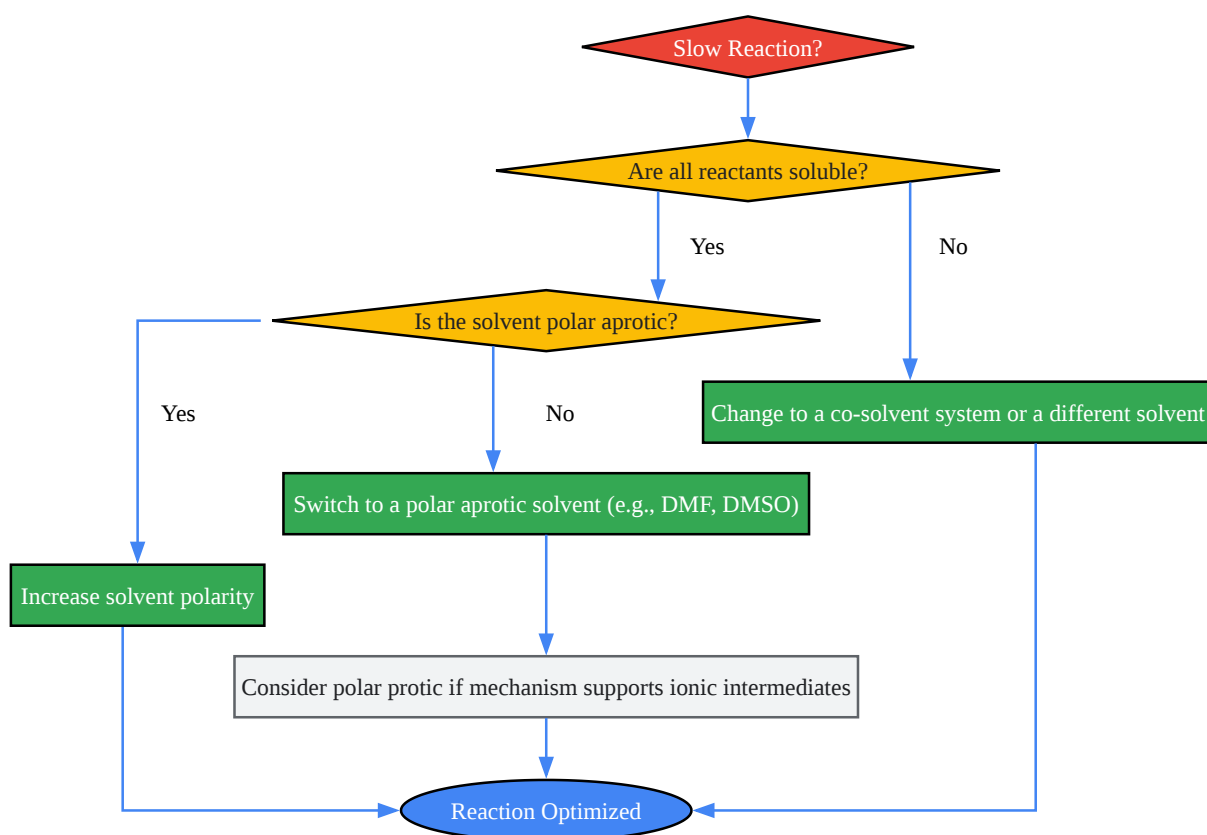 Slow Reaction?
Are all reactants soluble?
Yes
No
Is the solvent polar aprotic?
Yes
No
Change to a co-solvent system or a different solvent
Switch to a polar aprotic solvent (e.g., DMF, DMSO)
Increase solvent polarity
Consider polar protic if mechanism supports ionic intermediates
Reaction Optimized